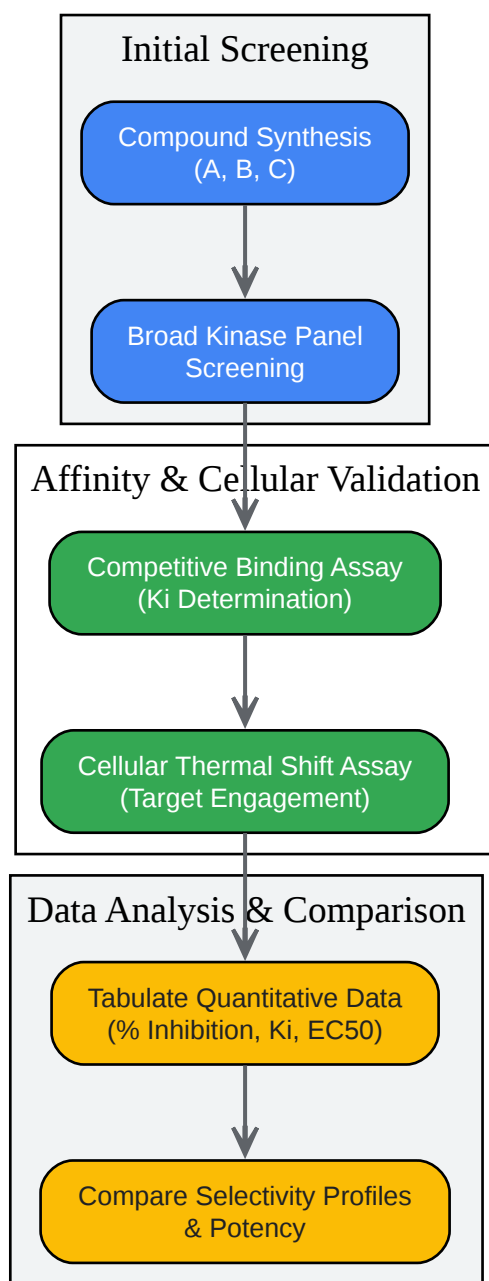 Initial Screening
Compound Synthesis
(A, B, C)
Broad Kinase Panel
Screening
Affinity & Cellular Validation
Competitive Binding Assay
(Ki Determination)
Cellular Thermal Shift Assay
(Target Engagement)
Data Analysis & Comparison
Tabulate Quantitative Data
(% Inhibition, Ki, EC50)
Compare Selectivity Profiles
& Potency